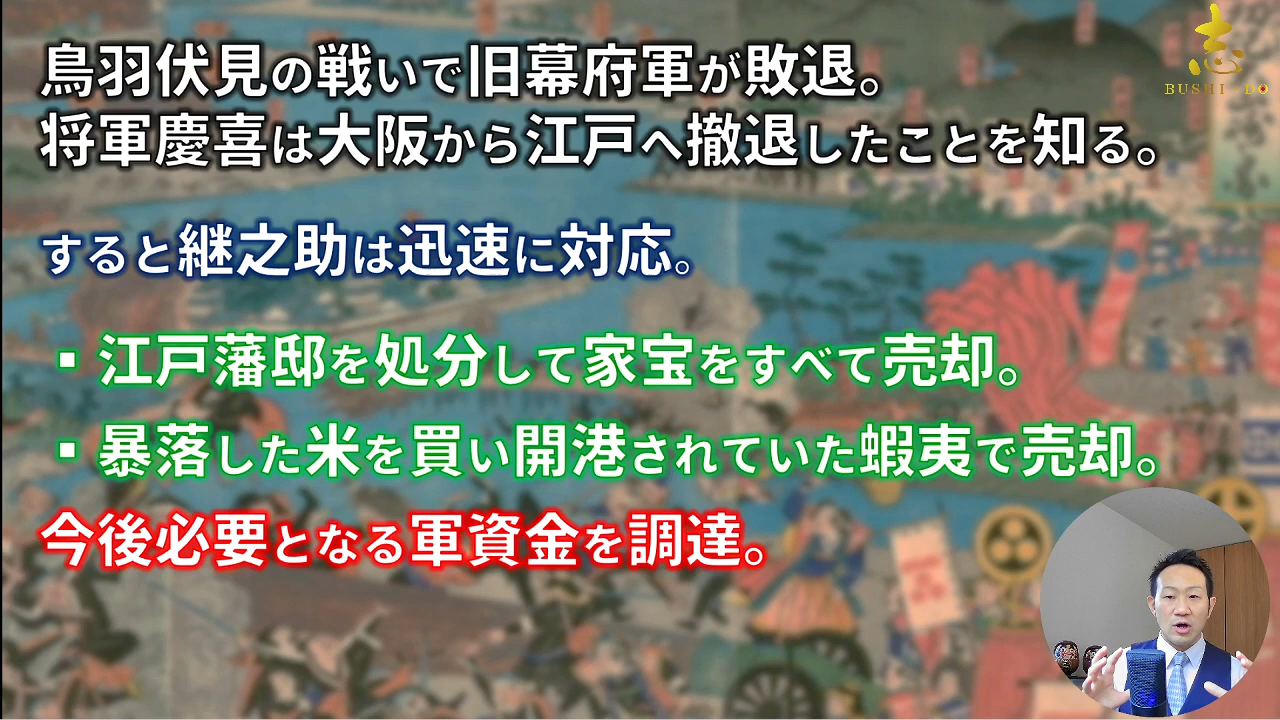 志
BUSHI-DO
鳥羽伏見の戦いで旧幕府軍が敗退。
将軍慶喜は大阪から江戸へ撤退したことを知る。
すると継之助は迅速に対応。
▪江戸藩邸を処分して家宝をすべて売却。
▪暴落した米を買い開港されていた蝦夷で売却。
今後必要となる軍資金を調達。